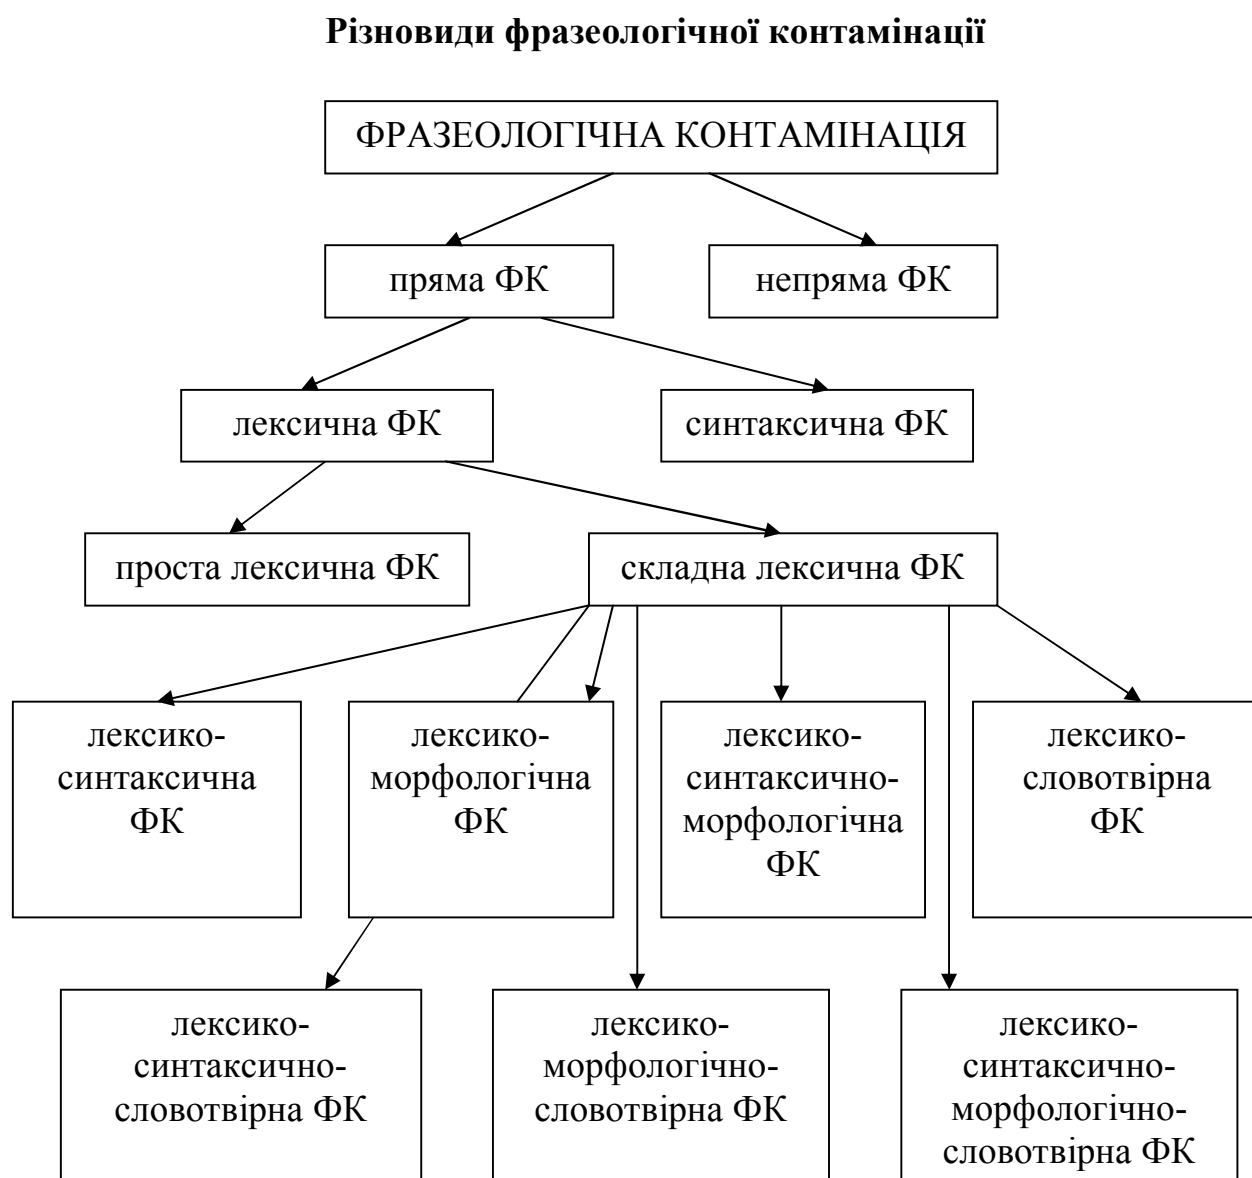 Різновиди фразеологічної контамінації
ФРАЗЕОЛОГІЧНА КОНТАМІНАЦІЯ
пряма ФК
непряма ФК
лексична ФК
синтаксична ФК
проста лексична ФК
складна лексична ФК
лексико-
синтаксична
ФК
лексико-
морфологічна
ФК
лексико-
синтаксично-
морфологічна
ФК
лексико-
словотвірна
ФК
лексико-
синтаксично-
словотвірна ФК
лексико-
морфологічно-
словотвірна ФК
лексико-
синтаксично-
морфологічно-
словотвірна ФК